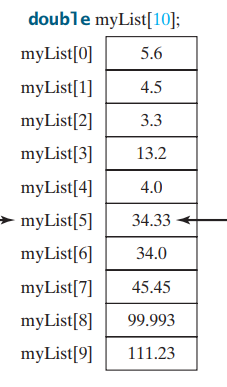 double myList[10];
myList[0] 5.6
myList[1] 4.5
myList[2] 3.3
myList[3] 13.2
myList[4] 4.0
myList[5] 34.33
myList[6] 34.0
myList[7] 45.45
myList[8] 99.993
myList[9] 111.23